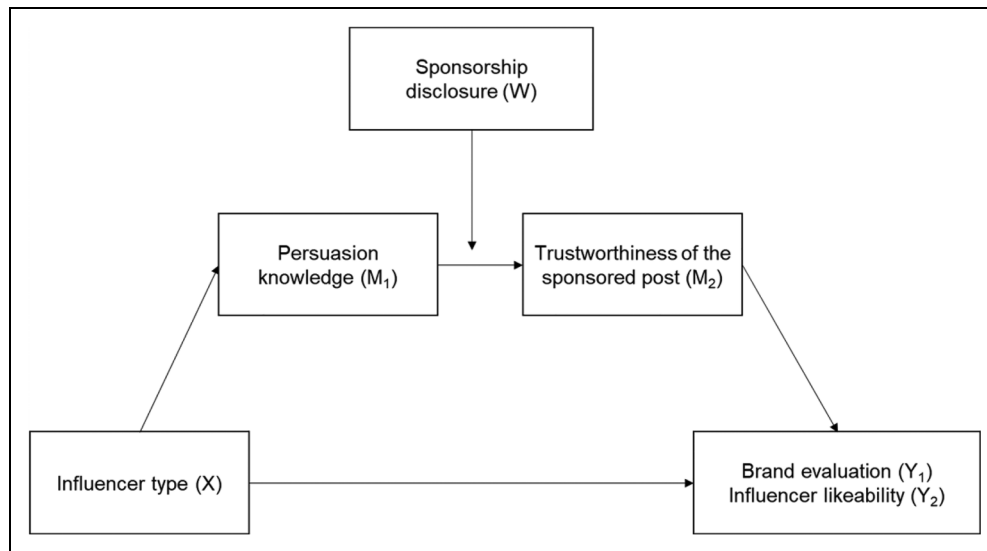 Sponsorship
disclosure (W)
Persuasion
knowledge (M₁)
Trustworthiness of the
sponsored post (M₂)
Influencer type (X)
Brand evaluation (Y₁)
Influencer likeability (Y₂)